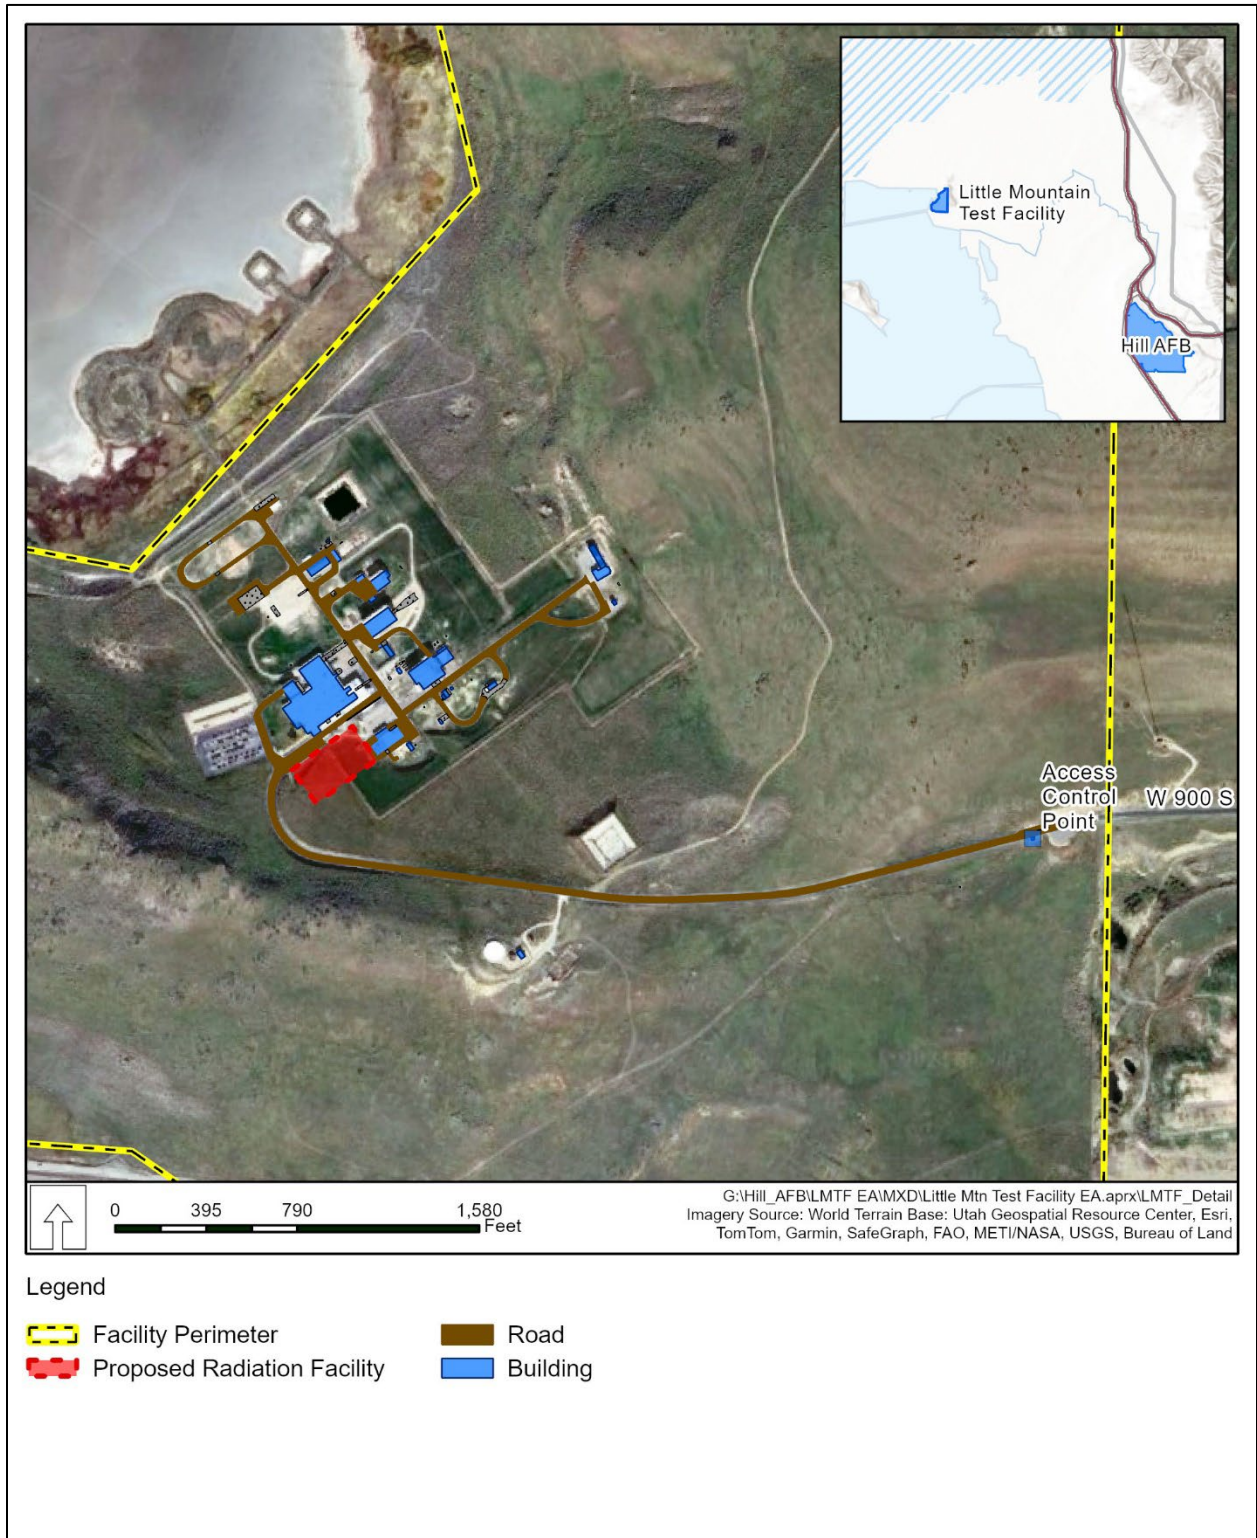 Little Mountain
Test Facility
Hill AFB
Access
Control
Point
W 900 S
0 395 790 1,580
Feet
G:\Hill_AFB\LMTF EA\MXD\Little Mtn Test Facility EA.aprx\LMTF_Detail
Imagery Source: World Terrain Base: Utah Geospatial Resource Center, Esri,
TomTom, Garmin, SafeGraph, FAO, METI/NASA, USGS, Bureau of Land
Legend
Facility Perimeter
Proposed Radiation Facility
Road
Building